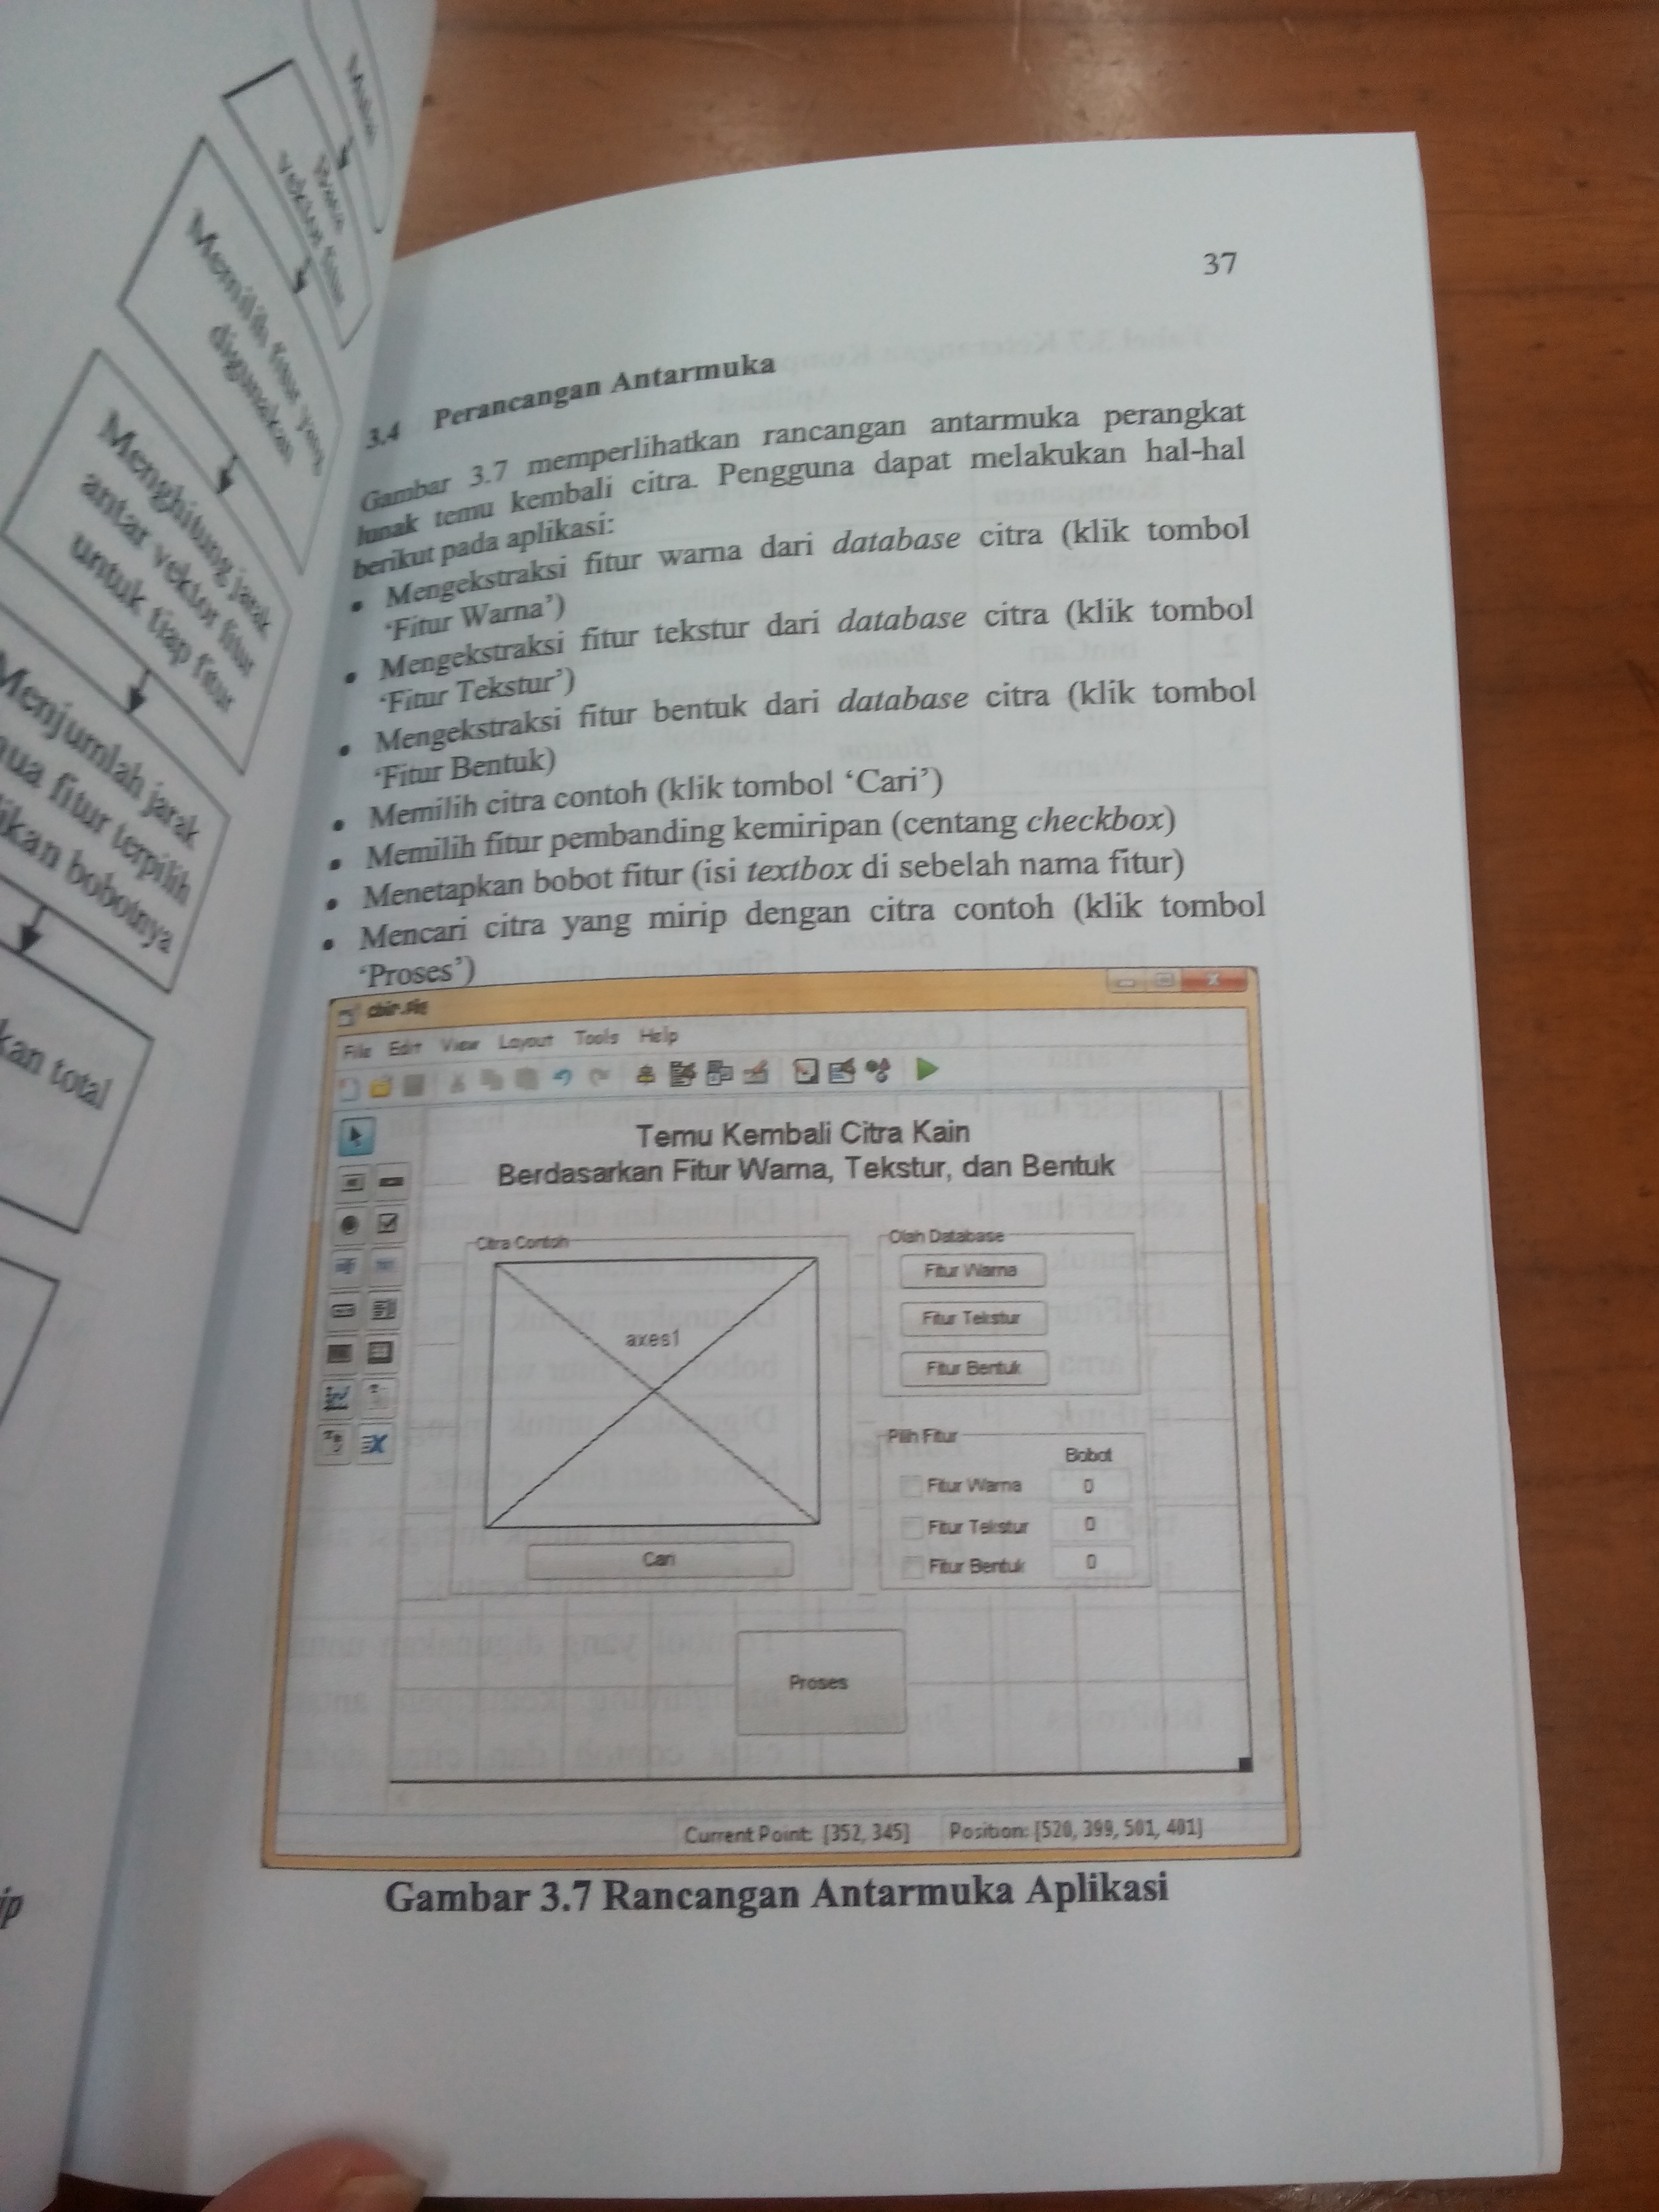 Mulai
Baca
vektor fitur
Memilih fitur yang
digunakan
Menghitung jarak
antar vektor fitur
untuk tiap fitur
Menjumlah jarak
fitur terpilih
bobotnya
total
37
3.4 Perancangan Antarmuka
Gambar 3.7 memperlihatkan rancangan antarmuka perangkat
lunak temu kembali citra. Pengguna dapat melakukan hal-hal
berikut pada aplikasi:
• Mengekstraksi fitur warna dari database citra (klik tombol
‘Fitur Warna’)
• Mengekstraksi fitur tekstur dari database citra (klik tombol
‘Fitur Tekstur’)
• Mengekstraksi fitur bentuk dari database citra (klik tombol
‘Fitur Bentuk)
• Memilih citra contoh (klik tombol ‘Cari’)
• Memilih fitur pembanding kemiripan (centang checkbox)
• Menetapkan bobot fitur (isi textbox di sebelah nama fitur)
• Mencari citra yang mirip dengan citra contoh (klik tombol
‘Proses’)
File Edit View Layout Tools Help
Temu Kembali Citra Kain
Berdasarkan Fitur Warna, Tekstur, dan Bentuk
Citra Contoh
axes1
Cari
Olah Database
Fitur Warna
Fitur Tekstur
Fitur Bentuk
Pilih Fitur
Bobot
Fitur Warna 0
Fitur Tekstur 0
Fitur Bentuk 0
Proses
Current Point: [352, 345] Position: [520, 399, 501, 401]
Gambar 3.7 Rancangan Antarmuka Aplikasi